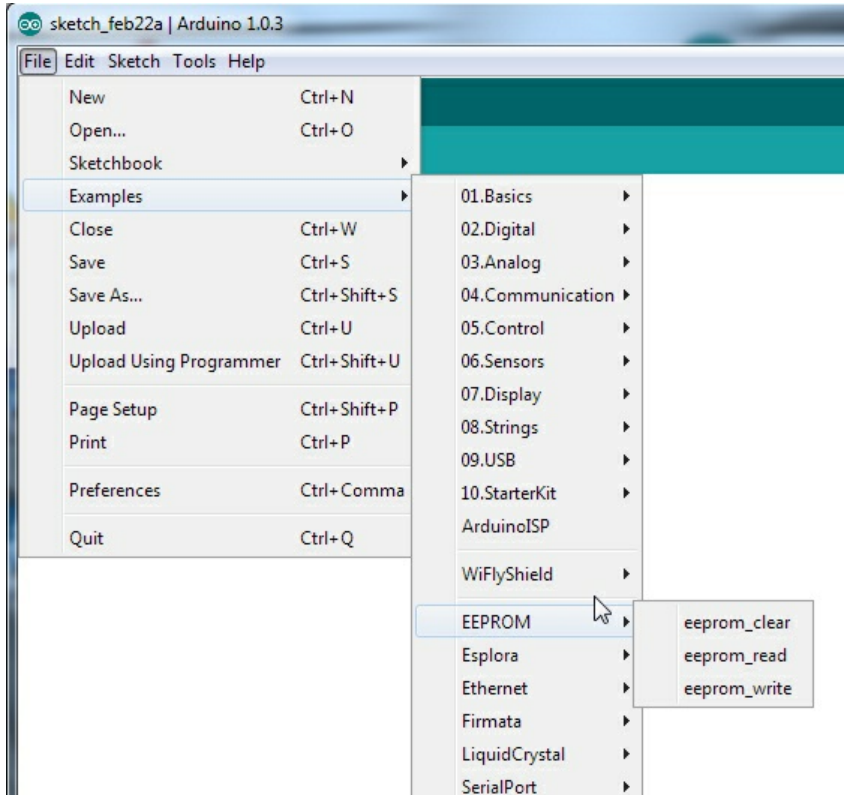 sketch_feb22a | Arduino 1.0.3
File Edit Sketch Tools Help
New Ctrl+N
Open... Ctrl+O
Sketchbook
Examples
Close Ctrl+W
Save Ctrl+S
Save As... Ctrl+Shift+S
Upload Ctrl+U
Upload Using Programmer Ctrl+Shift+U
Page Setup Ctrl+Shift+P
Print Ctrl+P
Preferences Ctrl+Comma
Quit Ctrl+Q
01.Basics
02.Digital
03.Analog
04.Communication
05.Control
06.Sensors
07.Display
08.Strings
09.USB
10.StarterKit
ArduinoISP
WiFlyShield
EEPROM
Esplora
Ethernet
Firmata
LiquidCrystal
SerialPort
eeprom_clear
eeprom_read
eeprom_write